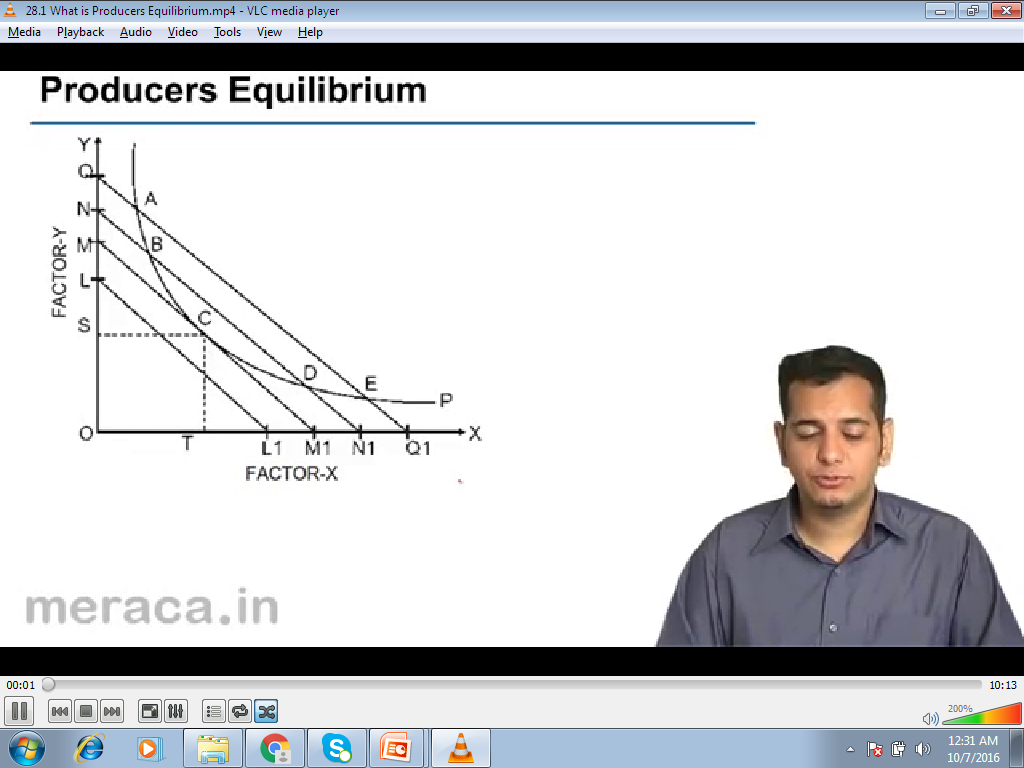 28.1 What is Producers Equilibrium.mp4 - VLC media player
Media Playback Audio Video Tools View Help
Producers Equilibrium
Y
Q
A
N
B
M
FACTOR-Y
L
C
S
D
E
P
O
T
L1 M1 N1 Q1
X
FACTOR-X
meraca.in
00:01
10:13
200%
12:31 AM
10/7/2016